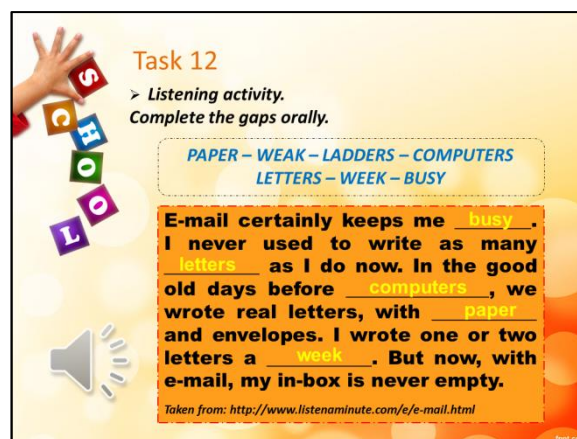 SCHOOL
Task 12
➢ Listening activity.
Complete the gaps orally.
PAPER – WEAK – LADDERS – COMPUTERS
LETTERS – WEEK – BUSY
E-mail certainly keeps me busy.
I never used to write as many
letters as I do now. In the good
old days before computers, we
wrote real letters, with paper
and envelopes. I wrote one or two
letters a week. But now, with
e-mail, my in-box is never empty.
Taken from: http://www.listenaminute.com/e/e-mail.html